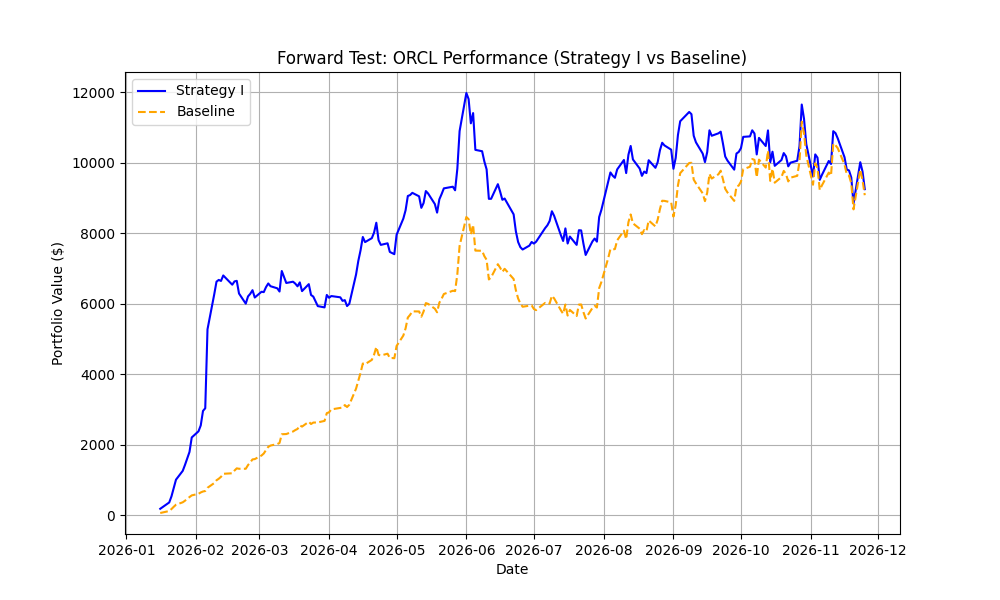 Forward Test: ORCL Performance (Strategy I vs Baseline)
Strategy I
Baseline
Portfolio Value ($)
12000
10000
8000
6000
4000
2000
0
2026-01 2026-02 2026-03 2026-04 2026-05 2026-06 2026-07 2026-08 2026-09 2026-10 2026-11 2026-12
Date